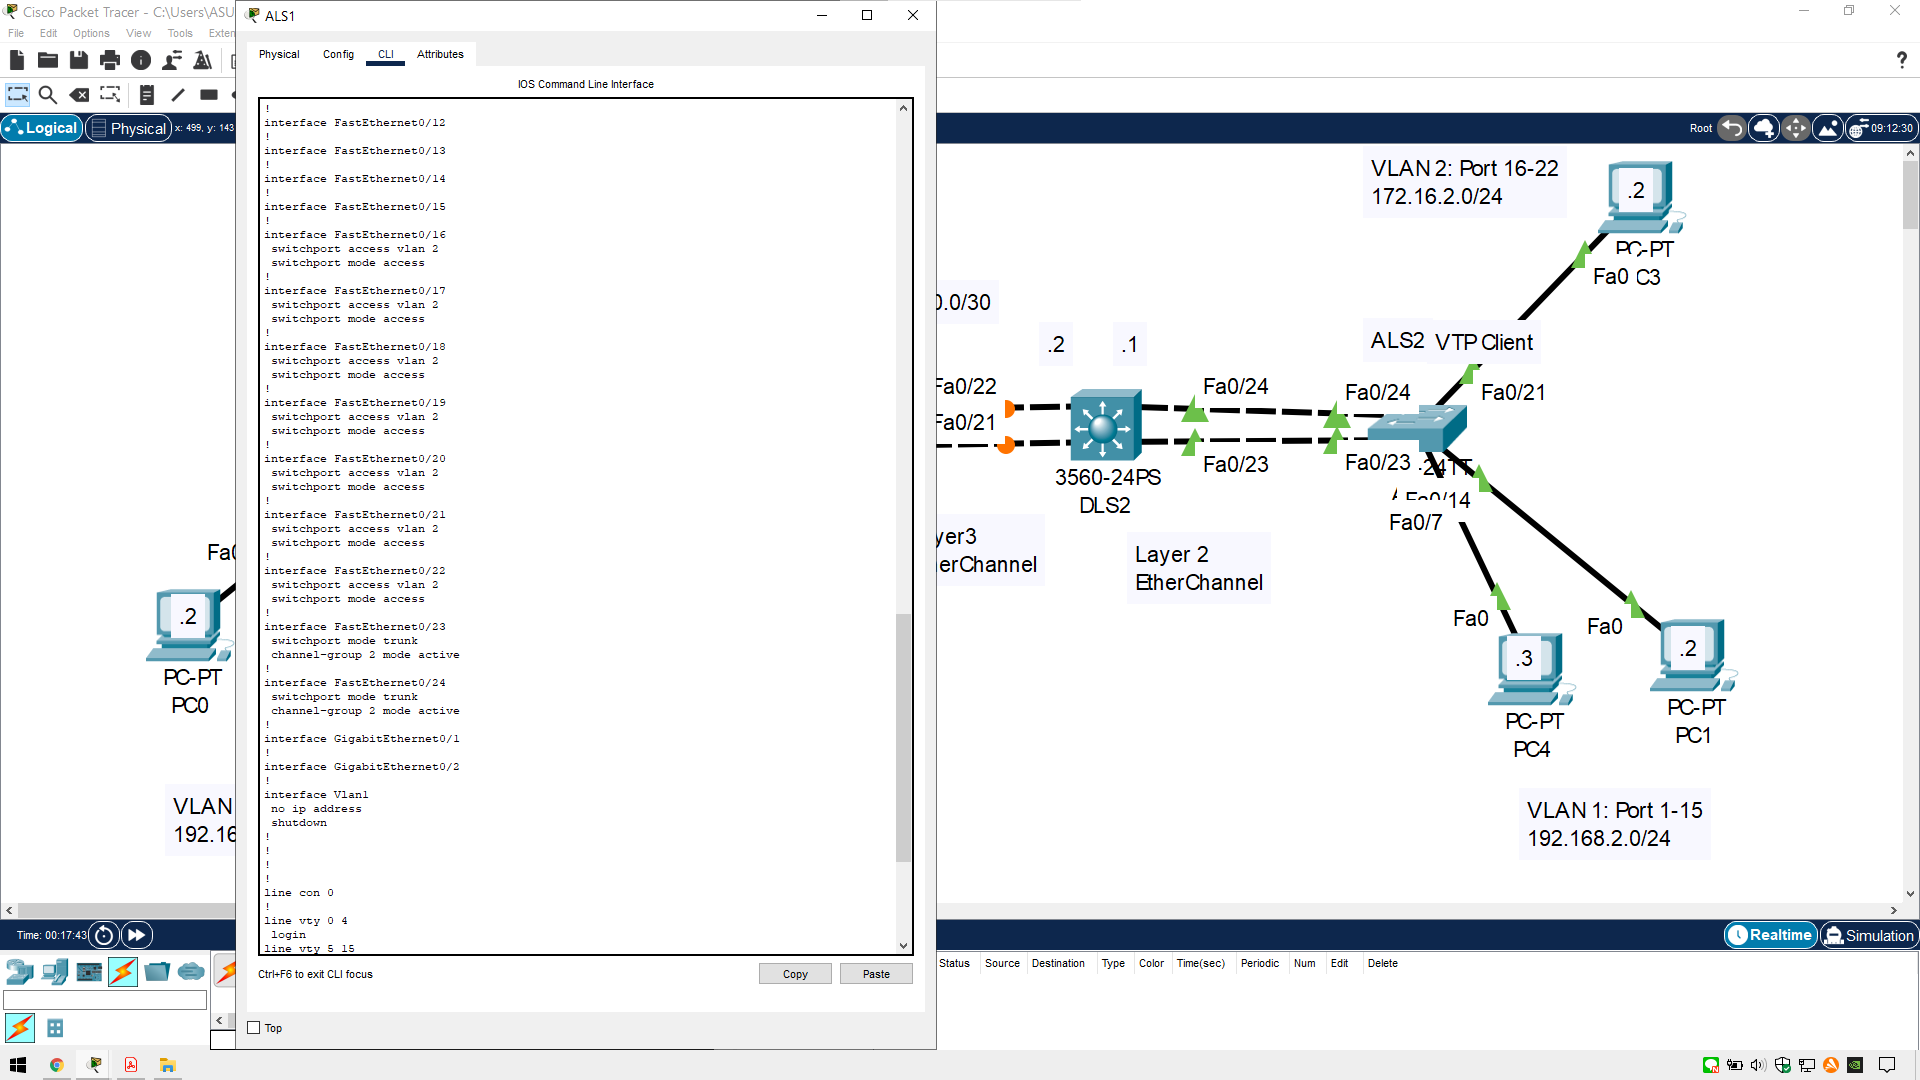 Cisco Packet Tracer - C:\Users\ASU
File Edit Options View Tools Exten
Logical
Physical
x: 499, y: 143
ALS1
Physical Config CLI Attributes
IOS Command Line Interface
!
interface FastEthernet0/12
!
interface FastEthernet0/13
!
interface FastEthernet0/14
!
interface FastEthernet0/15
!
interface FastEthernet0/16
switchport access vlan 2
switchport mode access
!
interface FastEthernet0/17
switchport access vlan 2
switchport mode access
!
interface FastEthernet0/18
switchport access vlan 2
switchport mode access
!
interface FastEthernet0/19
switchport access vlan 2
switchport mode access
!
interface FastEthernet0/20
switchport access vlan 2
switchport mode access
!
interface FastEthernet0/21
switchport access vlan 2
switchport mode access
!
interface FastEthernet0/22
switchport access vlan 2
switchport mode access
!
interface FastEthernet0/23
switchport mode trunk
channel-group 2 mode active
!
interface FastEthernet0/24
switchport mode trunk
channel-group 2 mode active
!
interface GigabitEthernet0/1
!
interface GigabitEthernet0/2
!
interface Vlan1
no ip address
shutdown
!
!
!
!
line con 0
!
line vty 0 4
login
line vty 5 15
Ctrl+F6 to exit CLI focus
Copy
Paste
Top
?
Root
09:12:30
VLAN 2: Port 16-22
172.16.2.0/24
.2
PC-PT
Fa0 C3
0.0/30
.2
.1
ALS2
VTP Client
Fa0/22
Fa0/24
Fa0/24
Fa0/21
Fa0/21
Fa0/23
Fa0/23
24TT
3560-24PS
DLS2
Fa0/14
Fa0/7
yer3
erChannel
Layer 2
EtherChannel
Fa0
Fa0
.3
PC-PT
PC4
.2
PC-PT
PC1
VLAN 1: Port 1-15
192.168.2.0/24
Fa0
.2
PC-PT
PC0
VLAN
192.16
Time: 00:17:43
Realtime
Simulation
Status Source Destination Type Color Time(sec) Periodic Num Edit Delete